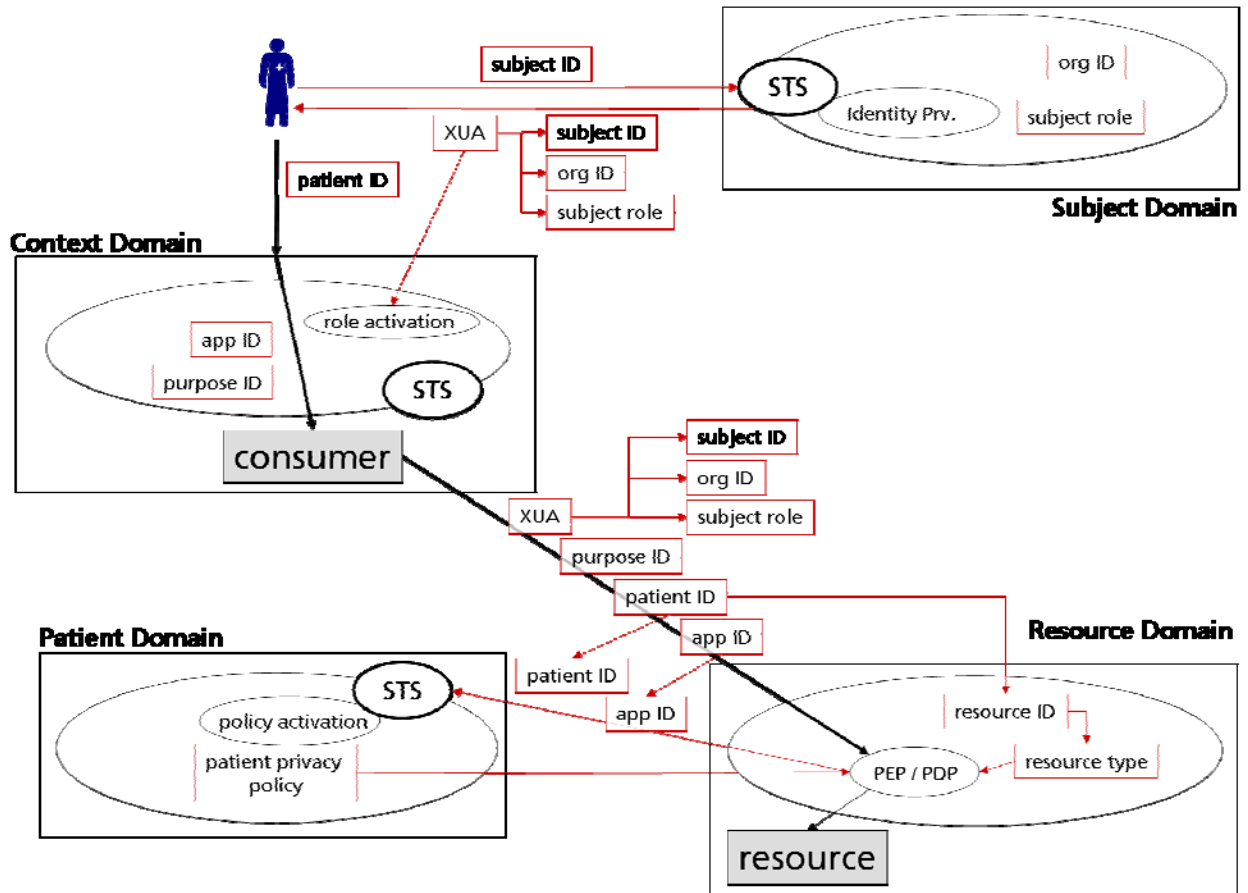 subject ID
STS
org ID
Identity Prv.
subject role
XUA
subject ID
org ID
subject role
patient ID
Subject Domain
Context Domain
role activation
app ID
purpose ID
STS
consumer
subject ID
org ID
XUA
subject role
purpose ID
patient ID
app ID
Patient Domain
Resource Domain
patient ID
STS
policy activation
app ID
resource ID
patient privacy
policy
PEP / PDP
resource type
resource